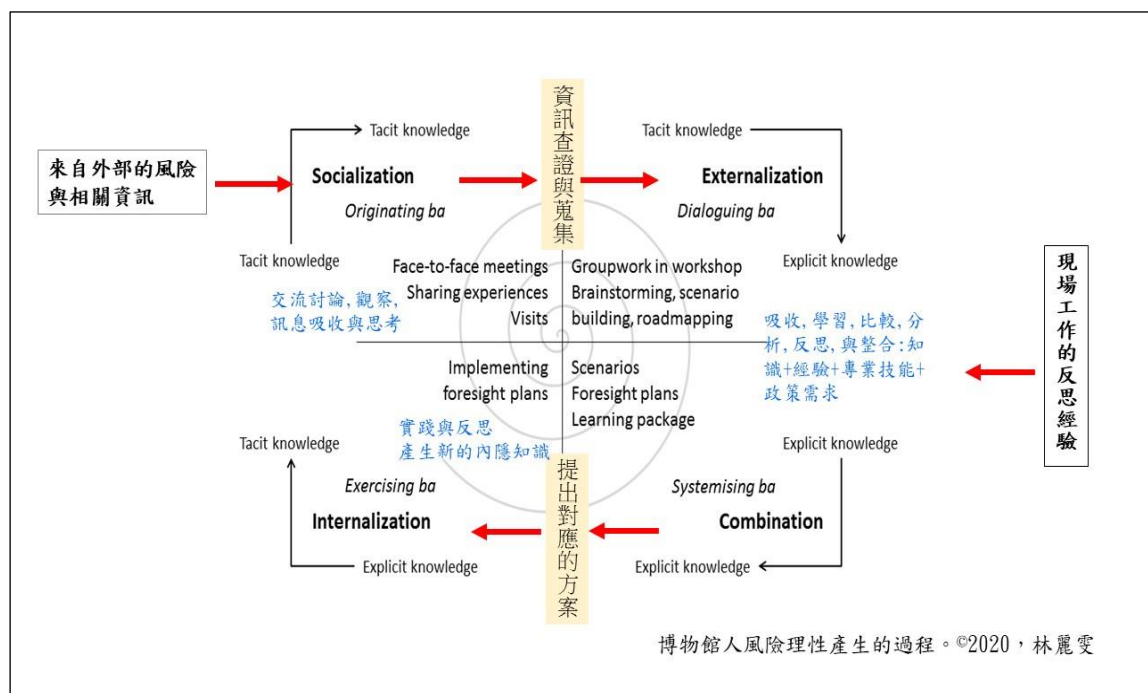 資訊查證與蒐集
Tacit knowledge
Tacit knowledge
來自外部的風險
與相關資訊
Socialization
Externalization
Originating ba
Dialoguing ba
Tacit knowledge
Explicit knowledge
Face-to-face meetings
Sharing experiences
Visits
Groupwork in workshop
Brainstorming, scenario
building, roadmapping
交流討論, 觀察,
訊息吸收與思考
吸收, 學習, 比較, 分
析, 反思, 與整合:知
識+經驗+專業技能+
政策需求
現場工作的反思經驗
Implementing
foresight plans
Scenarios
Foresight plans
Learning package
實踐與反思
產生新的內隱知識
Tacit knowledge
Explicit knowledge
Exercising ba
Systemising ba
Internalization
Combination
提出對應的方案
Explicit knowledge
Explicit knowledge
博物館人風險理性產生的過程。©2020，林麗雯